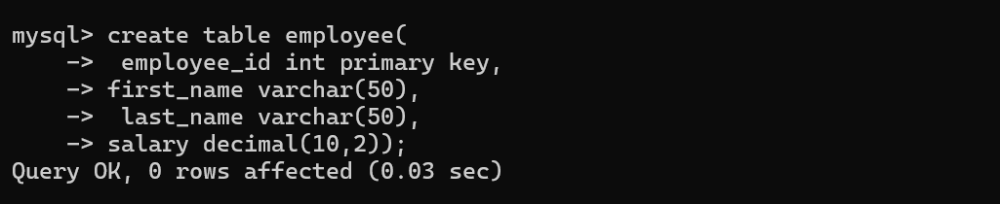 mysql> create table employee(
    ->  employee_id int primary key,
    -> first_name varchar(50),
    ->  last_name varchar(50),
    -> salary decimal(10,2));
Query OK, 0 rows affected (0.03 sec)